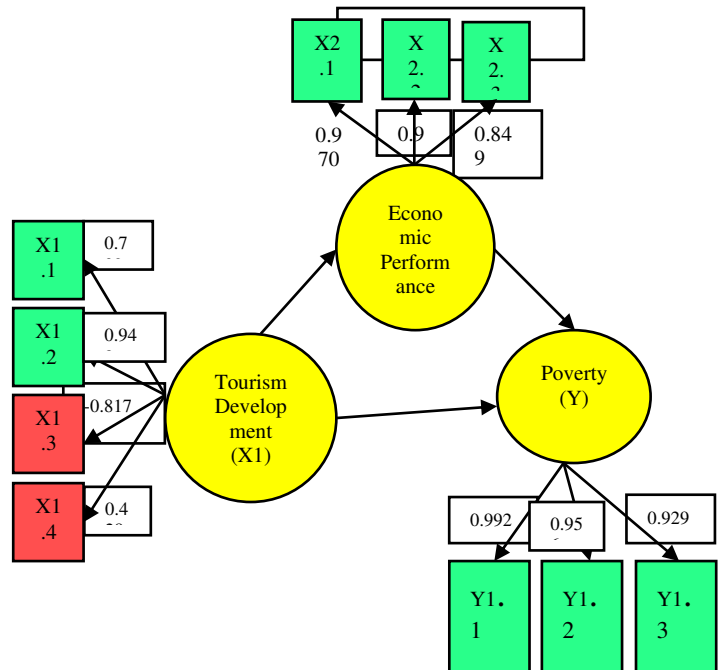 X2
.1
X
2.
X
2.
0.9
70
0.9
0.84
9
Econo
mic
Perform
ance
X1
.1
0.7
X1
.2
0.94
X1
.3
-0.817
X1
.4
0.4
Tourism
Develop
ment
(X1)
Poverty
(Y)
0.992
0.95
0.929
Y1.
1
Y1.
2
Y1.
3